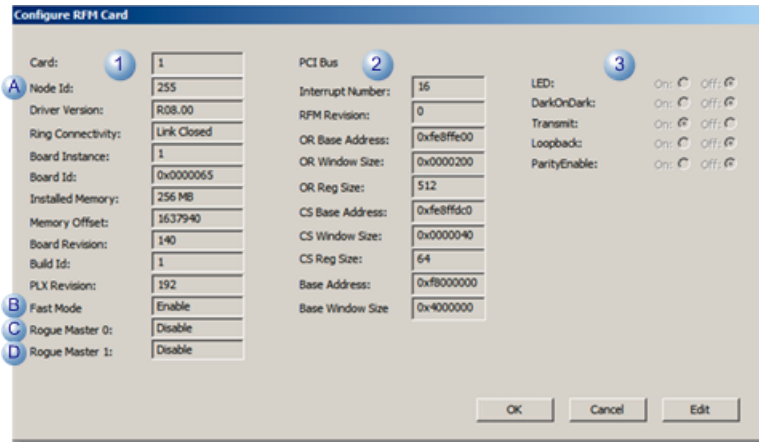 Configure RFM Card
1
Card: 1
A Node Id: 255
Driver Version: R08.00
Ring Connectivity: Link Closed
Board Instance: 1
Board Id: 0x0000065
Installed Memory: 256 MB
Memory Offset: 1637940
Board Revision: 140
Build Id: 1
PLX Revision: 192
B Fast Mode Enable
C Rogue Master 0: Disable
D Rogue Master 1: Disable
PCI Bus 2
Interrupt Number: 16
RFM Revision: 0
OR Base Address: 0xfe8ffe00
OR Window Size: 0x0000200
OR Reg Size: 512
CS Base Address: 0xfe8ffdc0
CS Window Size: 0x0000040
CS Reg Size: 64
Base Address: 0xf8000000
Base Window Size 0x4000000
3
LED: On: Off:
DarkOnDark: On: Off:
Transmit: On: Off:
Loopback: On: Off:
ParityEnable: On: Off:
OK Cancel Edit